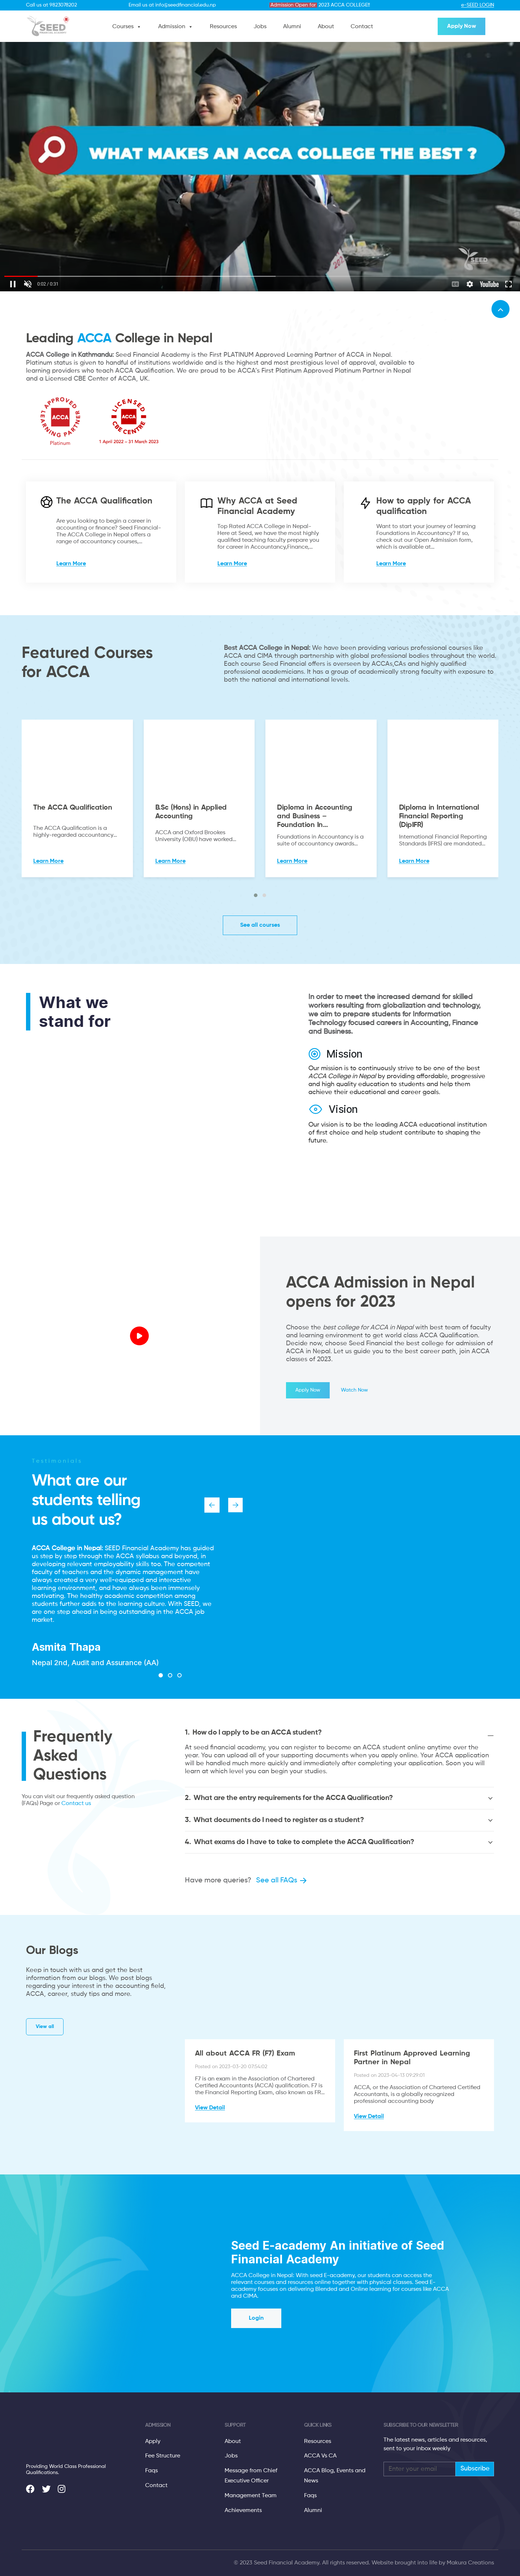 Call us at 9823078202
Email us at info@seedfinancial.edu.np
Admission Open for 2023 ACCA COLLEGE!!
e-SEED LOGIN
SEED
Courses
Admission
Resources
Jobs
Alumni
About
Contact
Apply Now
WHAT MAKES AN ACCA COLLEGE THE BEST ?
SEED
0:02 / 0:31
YouTube
Leading ACCA College in Nepal
ACCA College in Kathmandu: Seed Financial Academy is the First PLATINUM Approved Learning Partner of ACCA in Nepal.
Platinum status is given to handful of institutions worldwide and is the highest and most prestigious level of approval, available to
learning providers who teach ACCA Qualification. We are proud to be ACCA's First Platinum Approved Platinum Partner in Nepal
and a Licensed CBE Center of ACCA, UK.
APPROVED
ACCA
LEARNING PARTNER
Platinum
LICENSED
ACCA
CBE CENTRE
1 April 2022 – 31 March 2023
The ACCA Qualification
Are you looking to begin a career in
accounting or finance? Seed Financial-
The ACCA College in Nepal offers a
range of accountancy courses,...
Learn More
Why ACCA at Seed
Financial Academy
Top Rated ACCA College in Nepal-
Here at Seed, we have the most highly
qualified teaching faculty prepare you
for career in Accountancy,Finance,...
Learn More
How to apply for ACCA
qualification
Want to start your journey of learning
Foundations in Accountancy? If so,
check out our Open Admission form,
which is available at...
Learn More
Featured Courses
for ACCA
Best ACCA College in Nepal: We have been providing various professional courses like
ACCA and CIMA through partnership with global professional bodies throughout the world.
Each course Seed Financial offers is overseen by ACCAs,CAs and highly qualified
professional academicians. It has a group of academically strong faculty with exposure to
both the national and international levels.
The ACCA Qualification
The ACCA Qualification is a
highly-regarded accountancy...
Learn More
B.Sc (Hons) in Applied
Accounting
ACCA and Oxford Brookes
University (OBU) have worked...
Learn More
Diploma in Accounting
and Business –
Foundation In...
Foundations in Accountancy is a
suite of accountancy awards...
Learn More
Diploma in International
Financial Reporting
(DipIFR)
International Financial Reporting
Standards (IFRS) are mandated...
Learn More
See all courses
What we
stand for
In order to meet the increased demand for skilled
workers resulting from globalization and technology,
we aim to prepare students for Information
Technology focused careers in Accounting, Finance
and Business.
Mission
Our mission is to continuously strive to be one of the best
ACCA College in Nepal by providing affordable, progressive
and high quality education to students and help them
achieve their educational and career goals.
Vision
Our vision is to be the leading ACCA educational institution
of first choice and help student contribute to shaping the
future.
ACCA Admission in Nepal
opens for 2023
Choose the best college for ACCA in Nepal with best team of faculty
and learning environment to get world class ACCA Qualification.
Decide now, choose Seed Financial the best college for admission of
ACCA in Nepal. Let us guide you to the best career path, join ACCA
classes of 2023.
Apply Now
Watch Now
Testimonials
What are our
students telling
us about us?
ACCA College in Nepal: SEED Financial Academy has guided
us step by step through the ACCA syllabus and beyond, in
developing relevant employability skills too. The competent
faculty of teachers and the dynamic management have
always created a very well-equipped and interactive
learning environment, and have always been immensely
motivating. The healthy academic competition among
students further adds to the learning culture. With SEED, we
are one step ahead in being outstanding in the ACCA job
market.
Asmita Thapa
Nepal 2nd, Audit and Assurance (AA)
Frequently
Asked
Questions
You can visit our frequently asked question
(FAQs) Page or Contact us
1. How do I apply to be an ACCA student?
At seed financial academy, you can register to become an ACCA student online anytime over the
year. You can upload all of your supporting documents when you apply online. Your ACCA application
will be handled much more quickly and immediately after completing your application. Soon you will
learn at which level you can begin your studies.
2. What are the entry requirements for the ACCA Qualification?
3. What documents do I need to register as a student?
4. What exams do I have to take to complete the ACCA Qualification?
Have more queries? See all FAQs
Our Blogs
Keep in touch with us and get the best
information from our blogs. We post blogs
regarding your interest in the accounting field,
ACCA, career, study tips and more.
View all
All about ACCA FR (F7) Exam
Posted on 2023-03-20 07:54:02
F7 is an exam in the Association of Chartered
Certified Accountants (ACCA) qualification. F7 is
the Financial Reporting Exam, also known as FR...
View Detail
First Platinum Approved Learning
Partner in Nepal
ACCA, or the Association of Chartered Certified
Accountants, is a globally recognized
professional accounting body
View Detail
Seed E-academy An initiative of Seed
Financial Academy
ACCA College in Nepal: With seed E-academy, our students can access the
relevant courses and resources online together with physical classes. Seed E-
academy focuses on delivering Blended and Online learning for courses like ACCA
and CIMA.
Login
Providing World Class Professional
Qualifications.
ADMISSION
Apply
Fee Structure
Faqs
Contact
SUPPORT
About
Jobs
Message from Chief
Executive Officer
Management Team
Achievements
QUICK LINKS
Resources
ACCA Vs CA
ACCA Blog, Events and
News
Faqs
Alumni
SUBSCRIBE TO OUR NEWSLETTER
The latest news, articles and resources,
sent to your inbox weekly
Enter your email
Subscribe
© 2023 Seed Financial Academy. All rights reserved. Website brought into life by Makura Creations